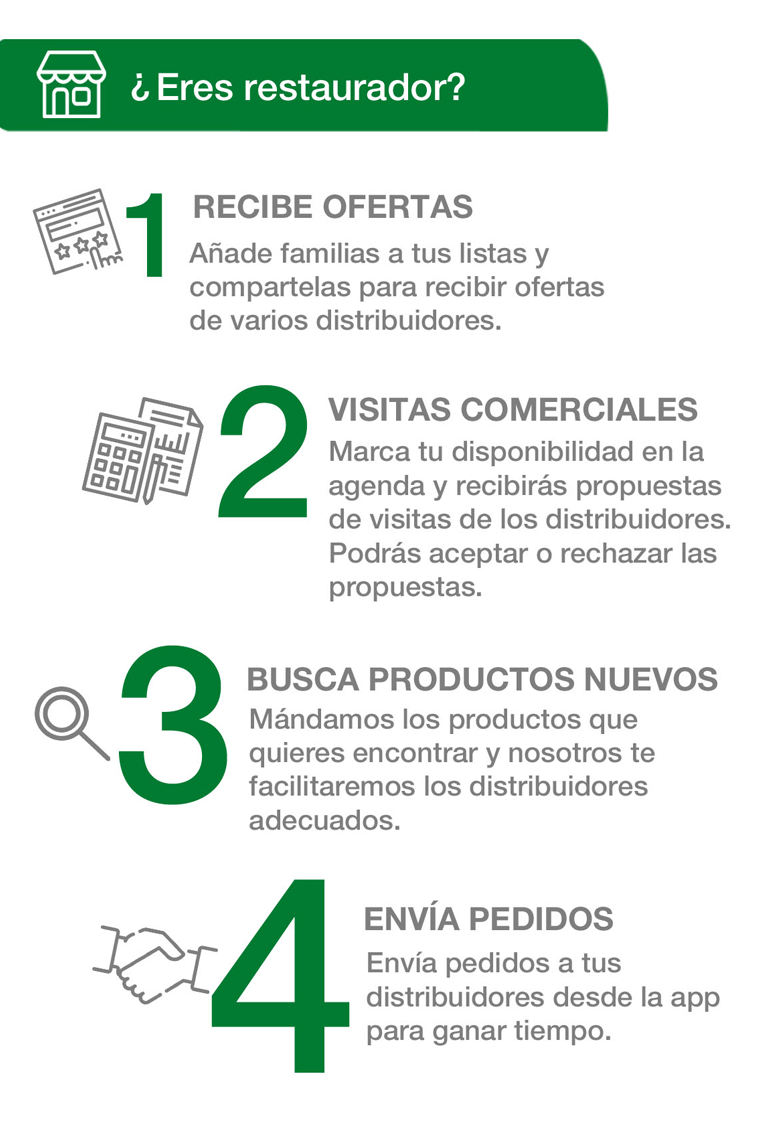 ¿Eres restaurador?
1
RECIBE OFERTAS
Añade familias a tus listas y
compartelas para recibir ofertas
de varios distribuidores.
2
VISITAS COMERCIALES
Marca tu disponibilidad en la
agenda y recibirás propuestas
de visitas de los distribuidores.
Podrás aceptar o rechazar las
propuestas.
3
BUSCA PRODUCTOS NUEVOS
Mándamos los productos que
quieres encontrar y nosotros te
facilitaremos los distribuidores
adecuados.
4
ENVÍA PEDIDOS
Envía pedidos a tus
distribuidores desde la app
para ganar tiempo.